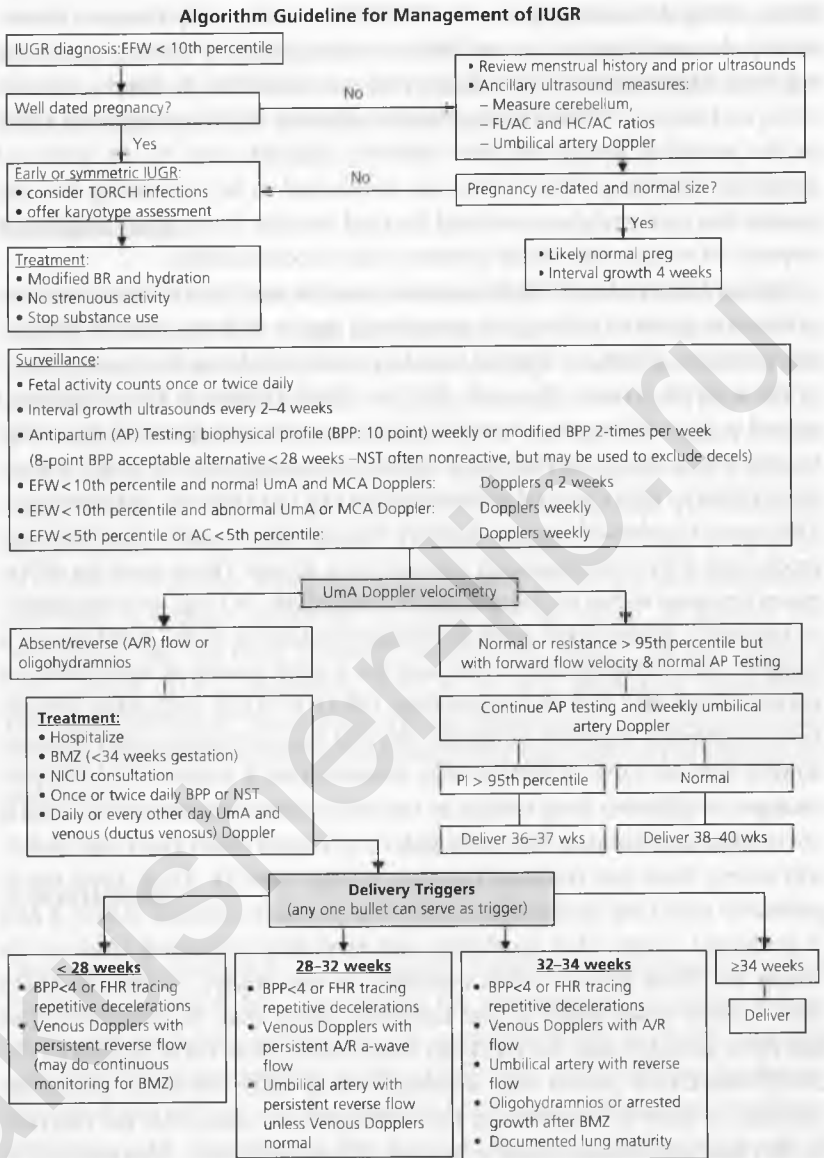 Algorithm Guideline for Management of IUGR
IUGR diagnosis:EFW < 10th percentile
Well dated pregnancy?
No
• Review menstrual history and prior ultrasounds
• Ancillary ultrasound measures:
– Measure cerebellum,
– FL/AC and HC/AC ratios
– Umbilical artery Doppler
Yes
Early or symmetric IUGR:
• consider TORCH infections
• offer karyotype assessment
No
Pregnancy re-dated and normal size?
Yes
• Likely normal preg
• Interval growth 4 weeks
Treatment:
• Modified BR and hydration
• No strenuous activity
• Stop substance use
Surveillance:
• Fetal activity counts once or twice daily
• Interval growth ultrasounds every 2–4 weeks
• Antipartum (AP) Testing: biophysical profile (BPP: 10 point) weekly or modified BPP 2-times per week
(8-point BPP acceptable alternative < 28 weeks –NST often nonreactive, but may be used to exclude decels)
• EFW < 10th percentile and normal UmA and MCA Dopplers: Dopplers q 2 weeks
• EFW < 10th percentile and abnormal UmA or MCA Doppler: Dopplers weekly
• EFW < 5th percentile or AC < 5th percentile: Dopplers weekly
UmA Doppler velocimetry
Absent/reverse (A/R) flow or
oligohydramnios
Normal or resistance > 95th percentile but
with forward flow velocity & normal AP Testing
Treatment:
• Hospitalize
• BMZ (<34 weeks gestation)
• NICU consultation
• Once or twice daily BPP or NST
• Daily or every other day UmA and
venous (ductus venosus) Doppler
Continue AP testing and weekly umbilical
artery Doppler
PI > 95th percentile
Normal
Deliver 36–37 wks
Deliver 38–40 wks
Delivery Triggers
(any one bullet can serve as trigger)
< 28 weeks
• BPP<4 or FHR tracing
repetitive decelerations
• Venous Dopplers with
persistent reverse flow
(may do continuous
monitoring for BMZ)
28–32 weeks
• BPP<4 or FHR tracing
repetitive decelerations
• Venous Dopplers with
persistent A/R a-wave
flow
• Umbilical artery with
persistent reverse flow
unless Venous Dopplers
normal
32–34 weeks
• BPP<4 or FHR tracing
repetitive decelerations
• Venous Dopplers with A/R
flow
• Umbilical artery with reverse
flow
• Oligohydramnios or arrested
growth after BMZ
• Documented lung maturity
≥34 weeks
Deliver
akusher-lib.ru